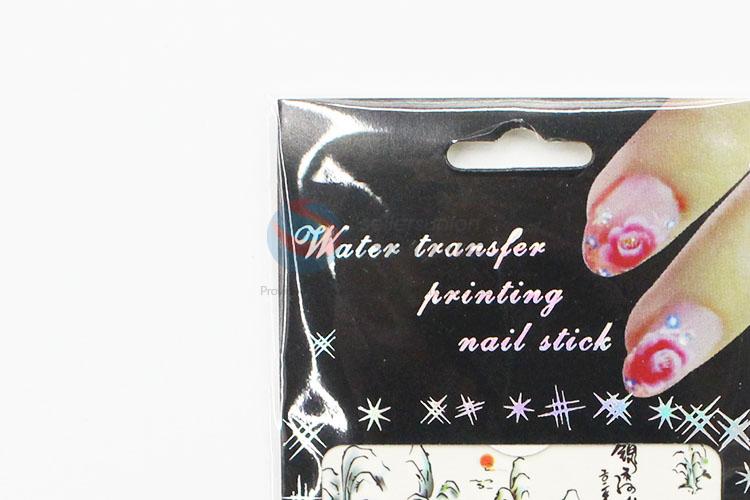 Water transfer
printing
nail stick